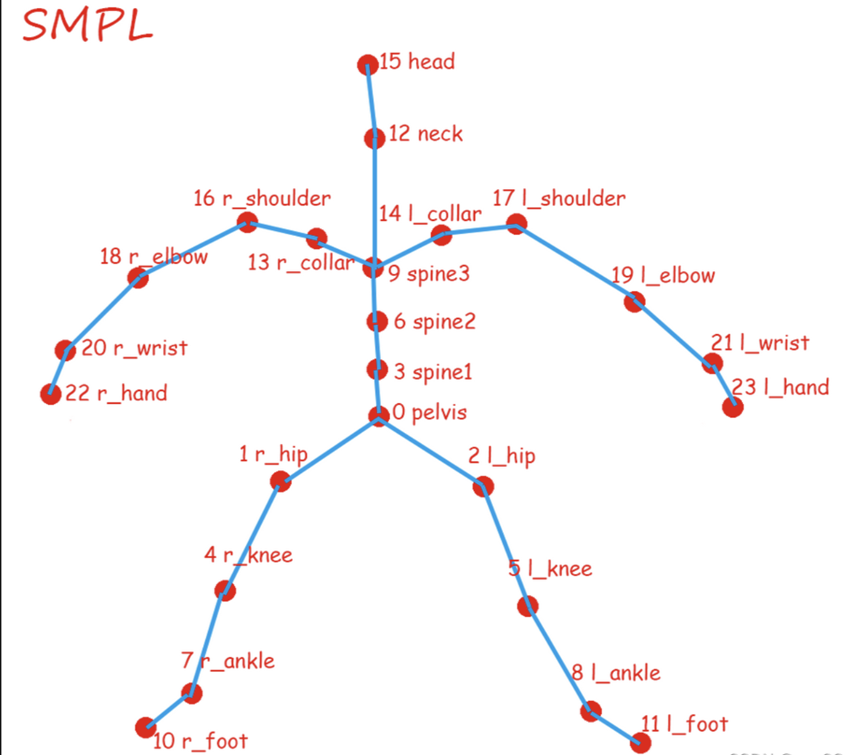 SMPL
15 head
12 neck
16 r_shoulder
17 l_shoulder
14 l_collar
18 r_elbow
13 r_collar
9 spine3
19 l_elbow
6 spine2
20 r_wrist
21 l_wrist
3 spine1
22 r_hand
23 l_hand
0 pelvis
1 r_hip
2 l_hip
4 r_knee
5 l_knee
7 r_ankle
8 l_ankle
10 r_foot
11 l_foot